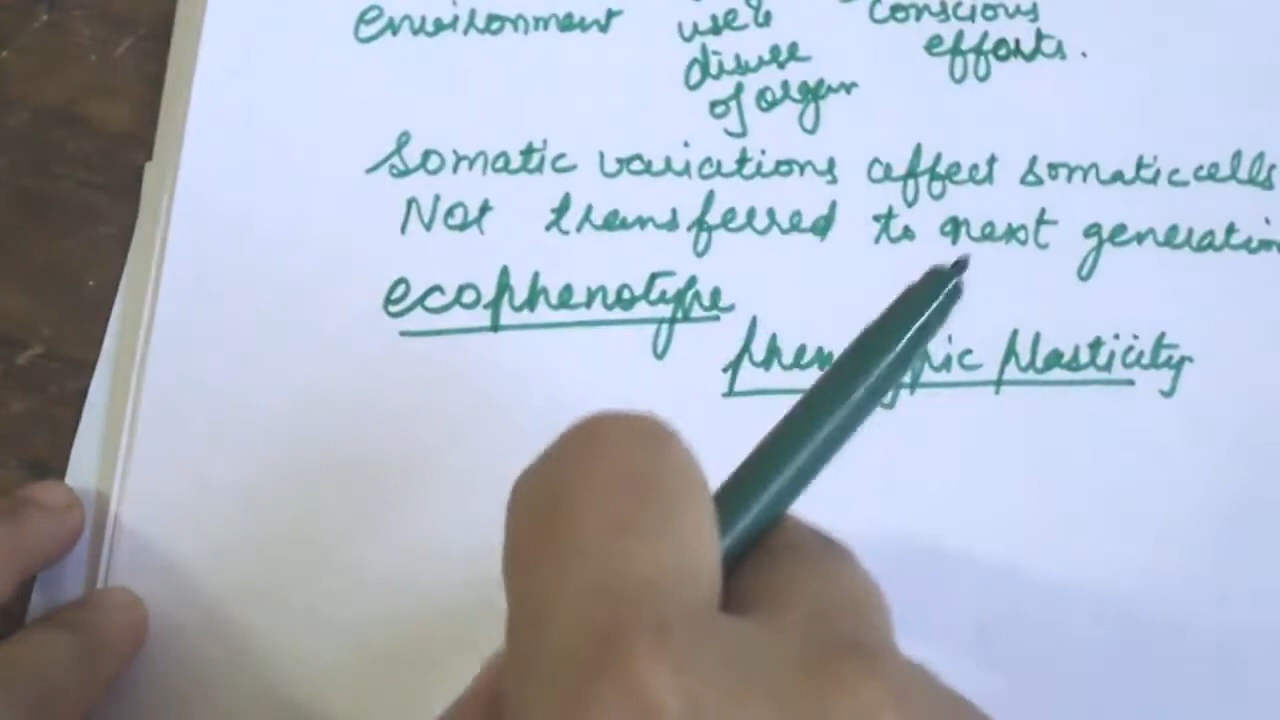 environment use & conscious
disuse efforts.
of organ
Somatic variations affect somatic cells
Not transferred to next generation
ecophenotype
plasticity